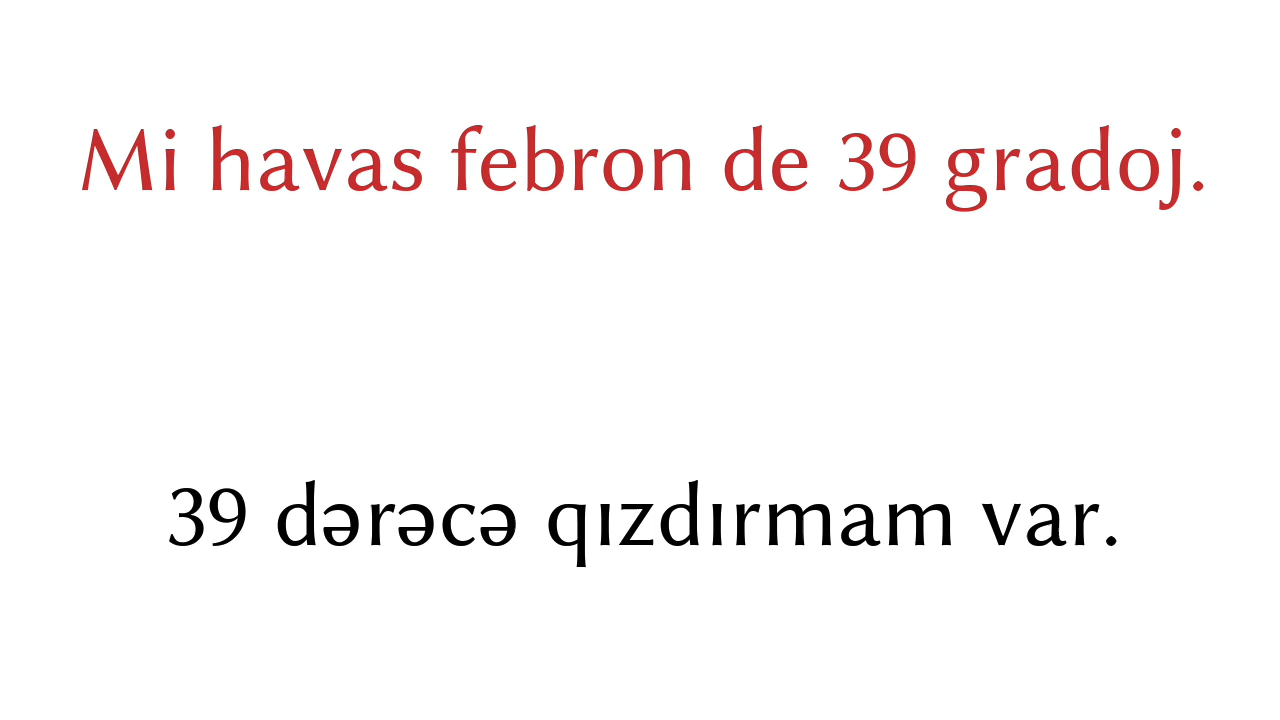 Mi havas febron de 39 gradoj.
39 dərəcə qızdırmam var.